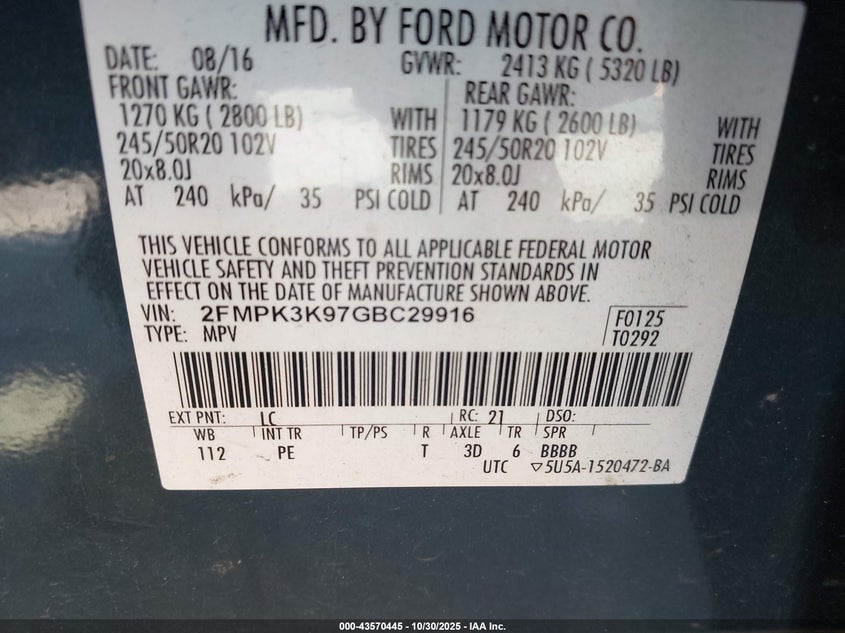 MFD. BY FORD MOTOR CO.
DATE: 08/16 GVWR: 2413 KG ( 5320 LB)
FRONT GAWR: REAR GAWR:
1270 KG ( 2800 LB) WITH 1179 KG ( 2600 LB) WITH
245/50R20 102V TIRES 245/50R20 102V TIRES
20x8.0J RIMS 20x8.0J RIMS
AT 240 kPa/ 35 PSI COLD AT 240 kPa/ 35 PSI COLD
THIS VEHICLE CONFORMS TO ALL APPLICABLE FEDERAL MOTOR
VEHICLE SAFETY AND THEFT PREVENTION STANDARDS IN
EFFECT ON THE DATE OF MANUFACTURE SHOWN ABOVE.
VIN: 2FMPK3K97GBC29916 F0125
TYPE: MPV T0292
EXT PNT: LC RC: 21 DSO:
WB INT TR TP/PS R AXLE TR SPR
112 PE T 3D 6 BBBB
UTC ▽5U5A-1520472-BA
000-43570445 - 10/30/2025 - IAA Inc.